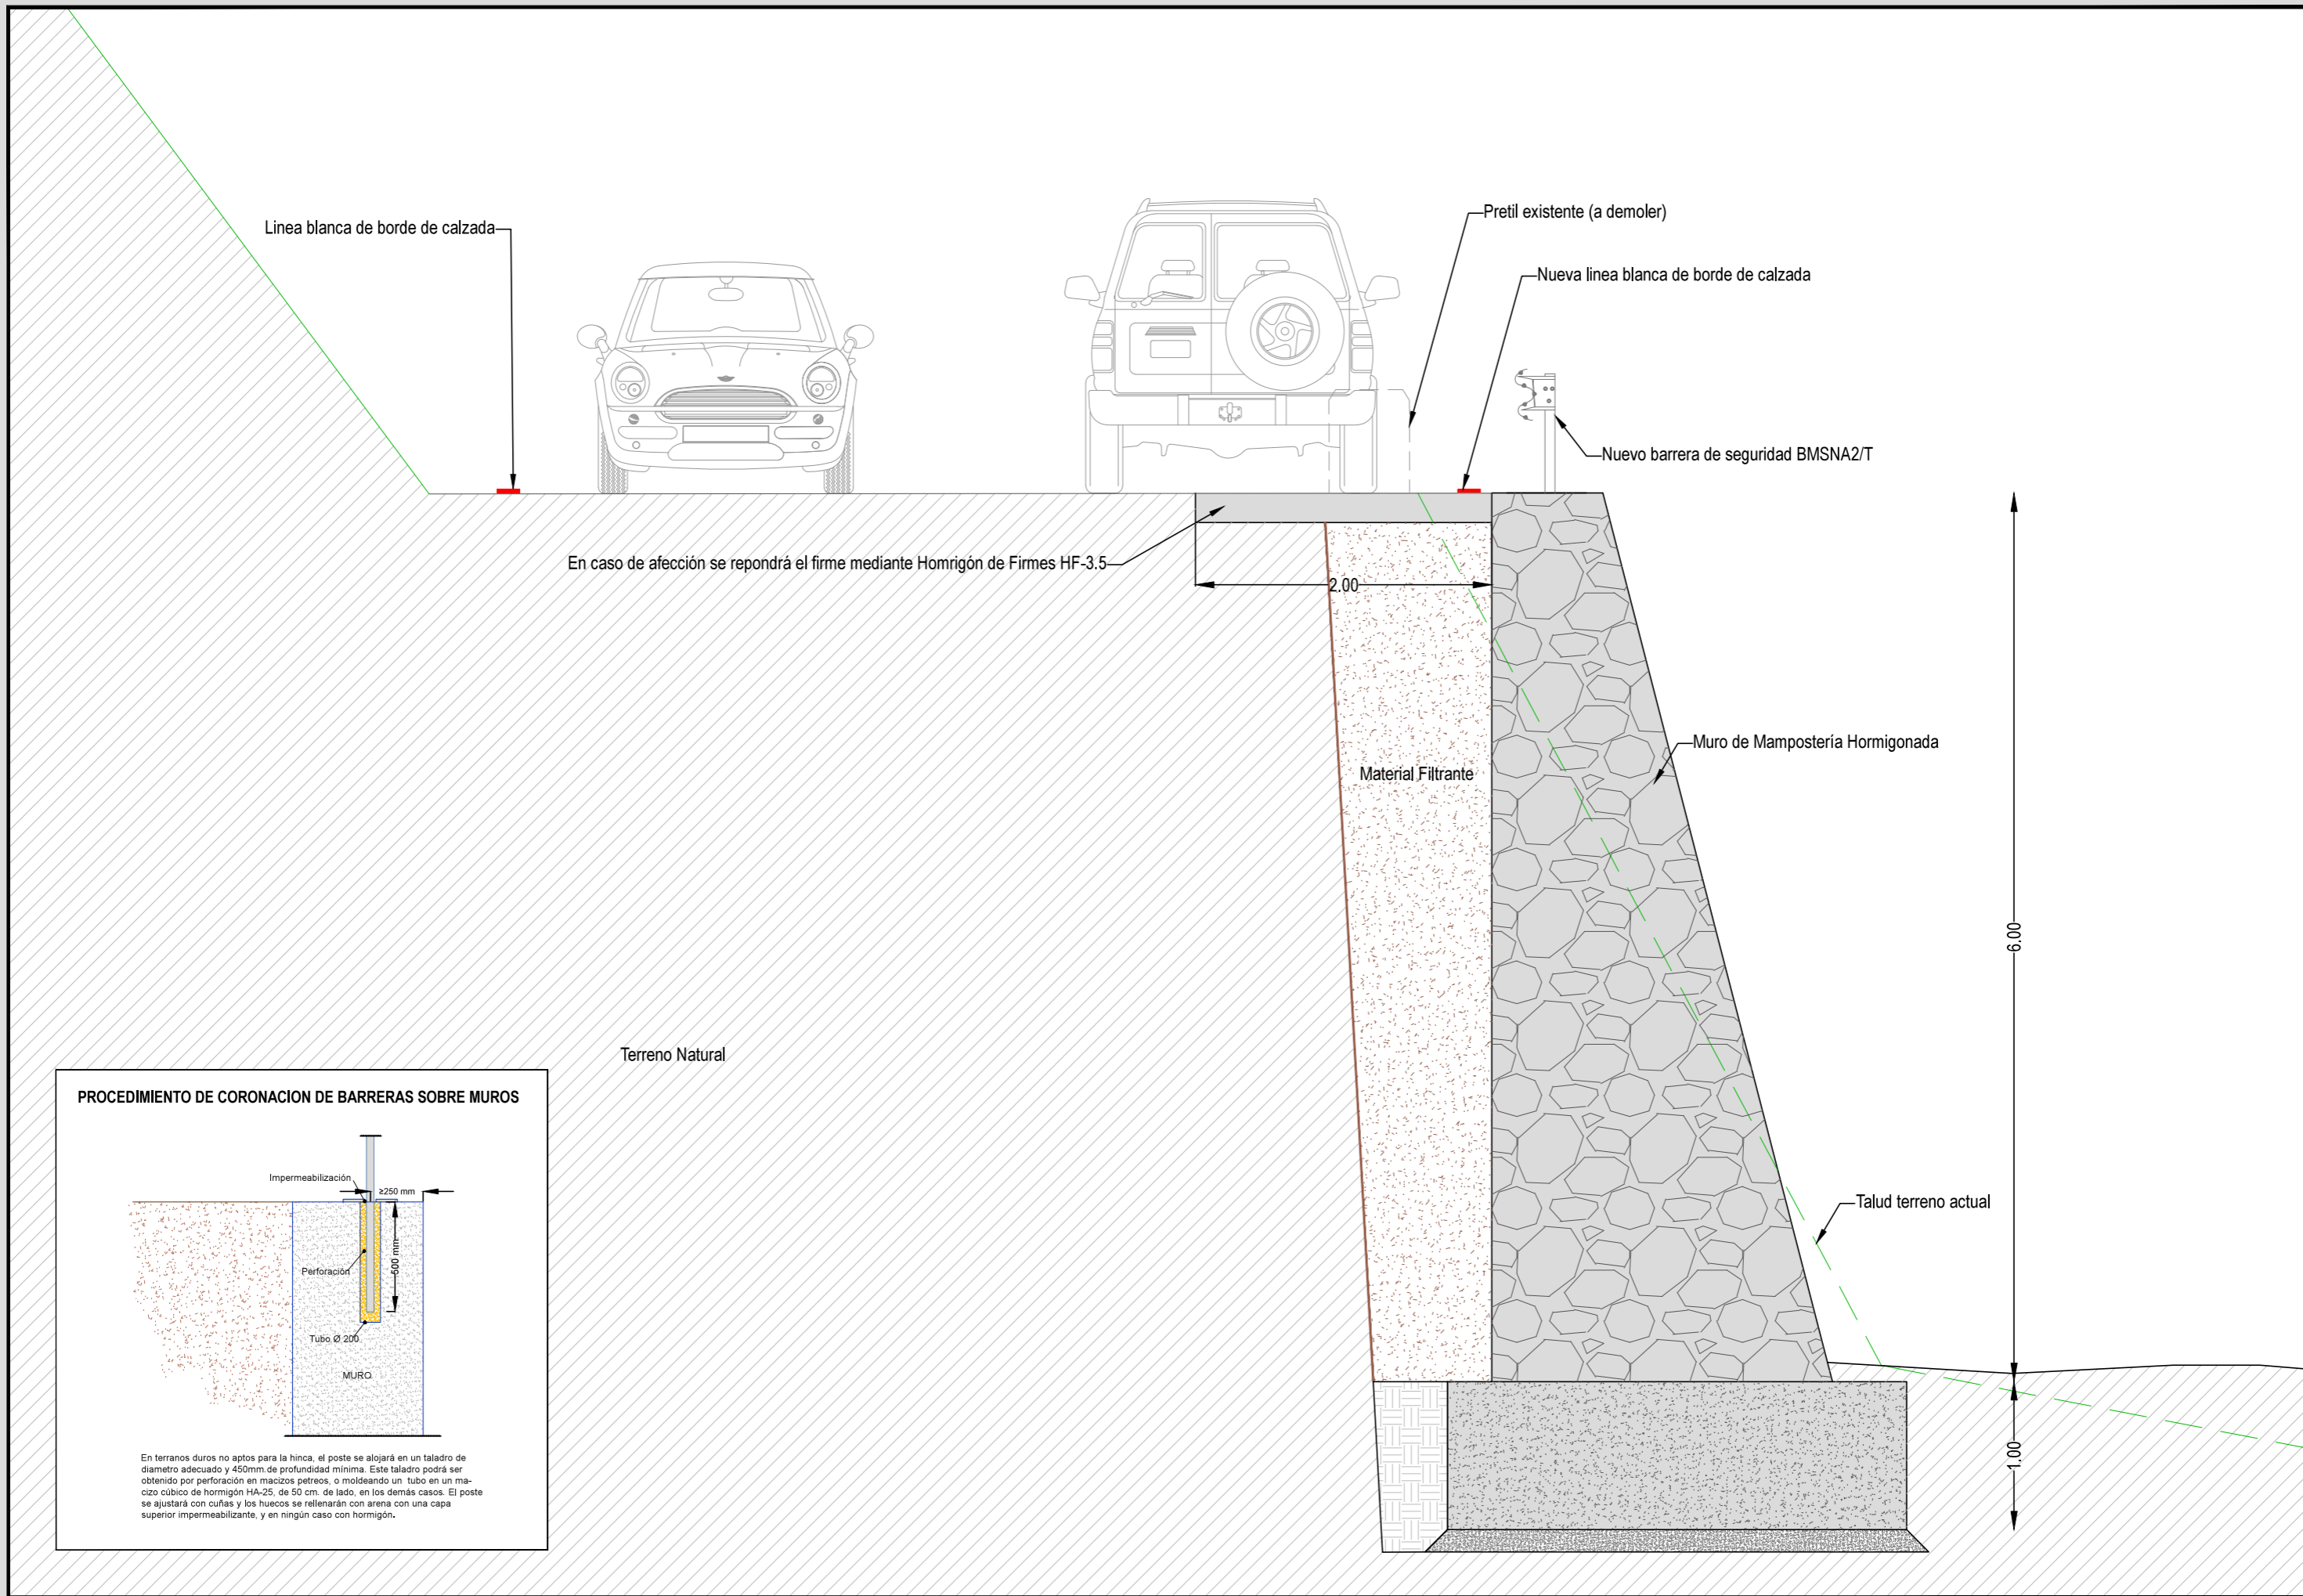 Linea blanca de borde de calzada
Pretil existente (a demoler)
Nueva linea blanca de borde de calzada
Nuevo barrera de seguridad BMSNA2/T
En caso de afección se repondrá el firme mediante Homrigón de Firmes HF-3.5
2.00
Muro de Mampostería Hormigonada
Material Filtrante
6.00
Terreno Natural
Talud terreno actual
1.00
PROCEDIMIENTO DE CORONACION DE BARRERAS SOBRE MUROS
Impermeabilización
≥250 mm
500 mm
Perforación
Tubo Ø 200
MURO
En terranos duros no aptos para la hinca, el poste se alojará en un taladro de
diametro adecuado y 450mm.de profundidad mínima. Este taladro podrá ser
obtenido por perforación en macizos petreos, o moldeando un tubo en un ma-
cizo cúbico de hormigón HA-25, de 50 cm. de lado, en los demás casos. El poste
se ajustará con cuñas y los huecos se rellenarán con arena con una capa
superior impermeabilizante, y en ningún caso con hormigón.